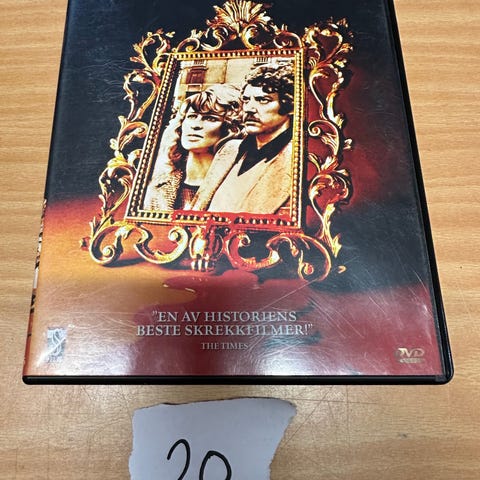 "EN AV HISTORIENS
BESTE SKREKKFILMER!"
THE TIMES
DVD
20